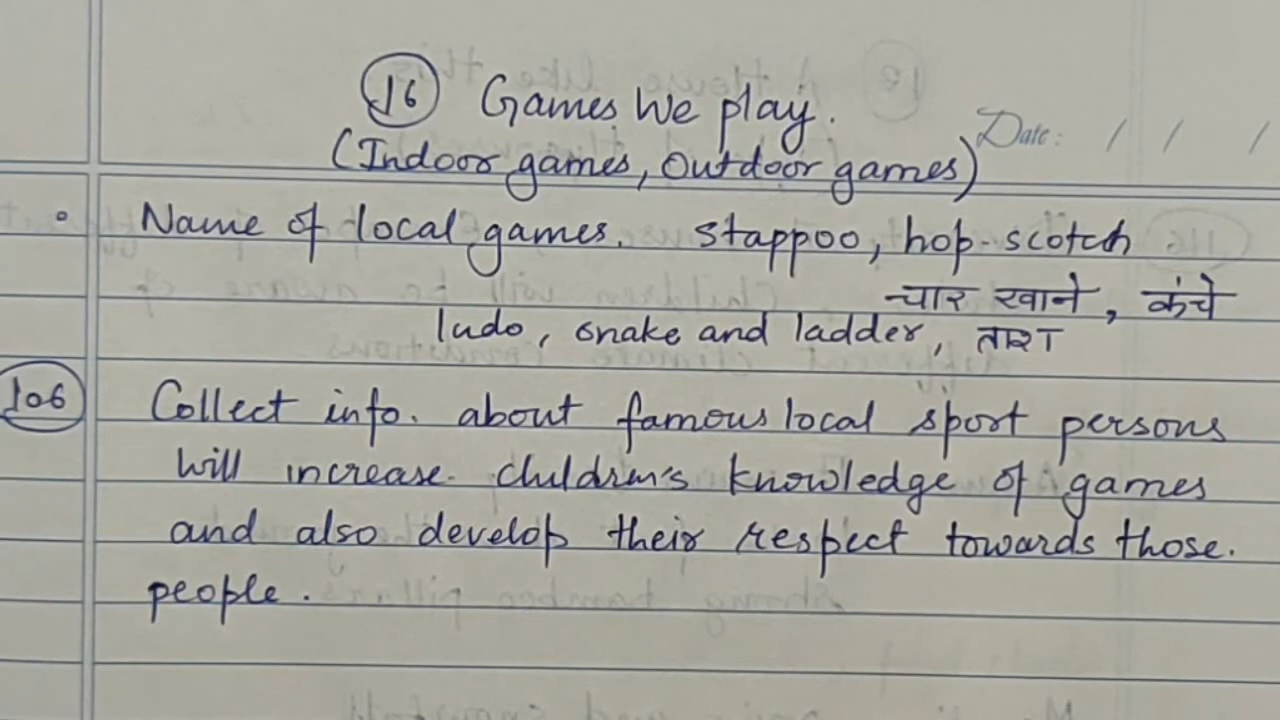 16 Games We play.
Date: / / /
(Indoor games, Outdoor games)
Name of local games. stappoo, hop-scotch
चार खाने, कंचे
ludo, snake and ladder, ताश
106 Collect info. about famous local sport persons
will increase. children's knowledge of games
and also develop their respect towards those.
people.